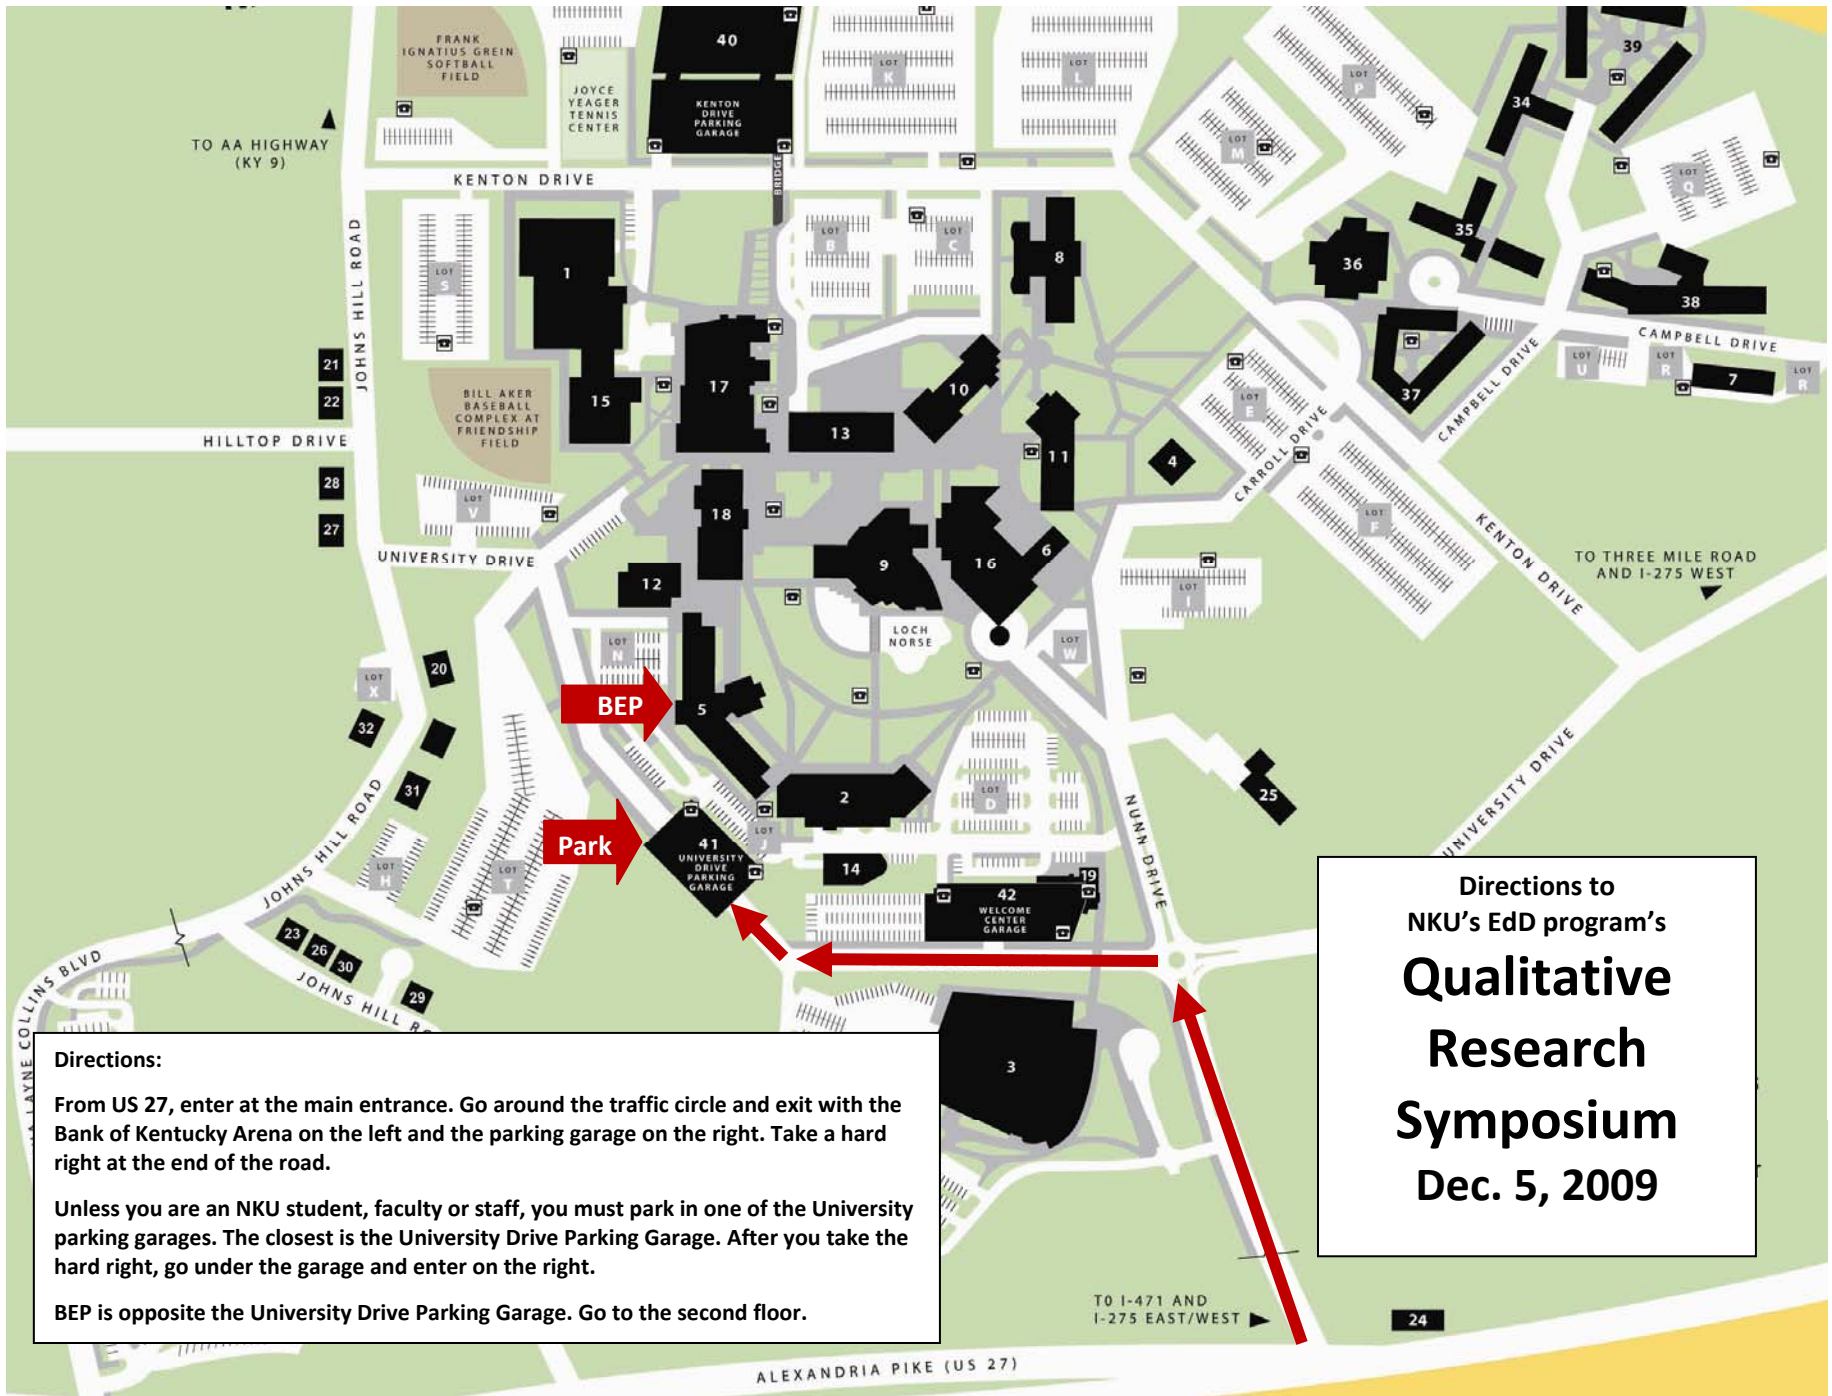 FRANK
IGNATIUS GREIN
SOFTBALL
FIELD
JOYCE
YEAGER
TENNIS
CENTER
40
KENTON
DRIVE
PARKING
GARAGE
LOT
K
LOT
L
LOT
P
LOT
M
34
39
LOT
Q
TO AA HIGHWAY
(KY 9)
KENTON DRIVE
BRIDGE
JOHNS HILL ROAD
LOT
S
1
LOT
B
LOT
C
8
36
35
38
CAMPBELL DRIVE
LOT
U
LOT
R
7
LOT
R
37
CAMPBELL DRIVE
21
22
BILL AKER
BASEBALL
COMPLEX AT
FRIENDSHIP
FIELD
15
17
10
13
11
4
LOT
E
CARROLL DRIVE
HILLTOP DRIVE
28
27
LOT
V
18
9
16
6
LOT
F
KENTON DRIVE
TO THREE MILE ROAD
AND I-275 WEST
UNIVERSITY DRIVE
12
LOT
I
LOT
N
LOCH
NORSE
LOT
W
20
LOT
X
32
31
BEP
5
2
LOT
D
25
NUNN DRIVE
UNIVERSITY DRIVE
JOHNS HILL ROAD
LOT
H
LOT
T
Park
41
UNIVERSITY
DRIVE
PARKING
GARAGE
LOT
J
14
19
42
WELCOME
CENTER
GARAGE
23
26
30
29
JOHNS HILL RO
LAYNE COLLINS BLVD
3
Directions to
NKU's EdD program's
Qualitative
Research
Symposium
Dec. 5, 2009
Directions:
From US 27, enter at the main entrance. Go around the traffic circle and exit with the
Bank of Kentucky Arena on the left and the parking garage on the right. Take a hard
right at the end of the road.
Unless you are an NKU student, faculty or staff, you must park in one of the University
parking garages. The closest is the University Drive Parking Garage. After you take the
hard right, go under the garage and enter on the right.
BEP is opposite the University Drive Parking Garage. Go to the second floor.
TO I-471 AND
I-275 EAST/WEST
24
ALEXANDRIA PIKE (US 27)